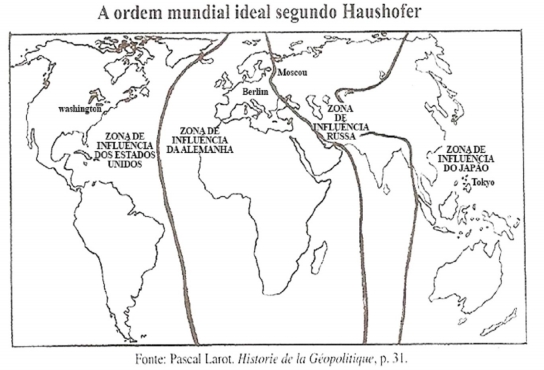 A ordem mundial ideal segundo Haushofer
Moscou
Berlim
washington
ZONA DE
INFLUÊNCIA
DOS ESTADOS
UNIDOS
ZONA DE
INFLUÊNCIA
DA ALEMANHA
ZONA
DE
INFLUÊNCIA
RÚSSA
ZONA DE
INFLUÊNCIA
DO JAPÃO
Tokyo
Fonte: Pascal Larot. Historie de la Géopolitique, p. 31.